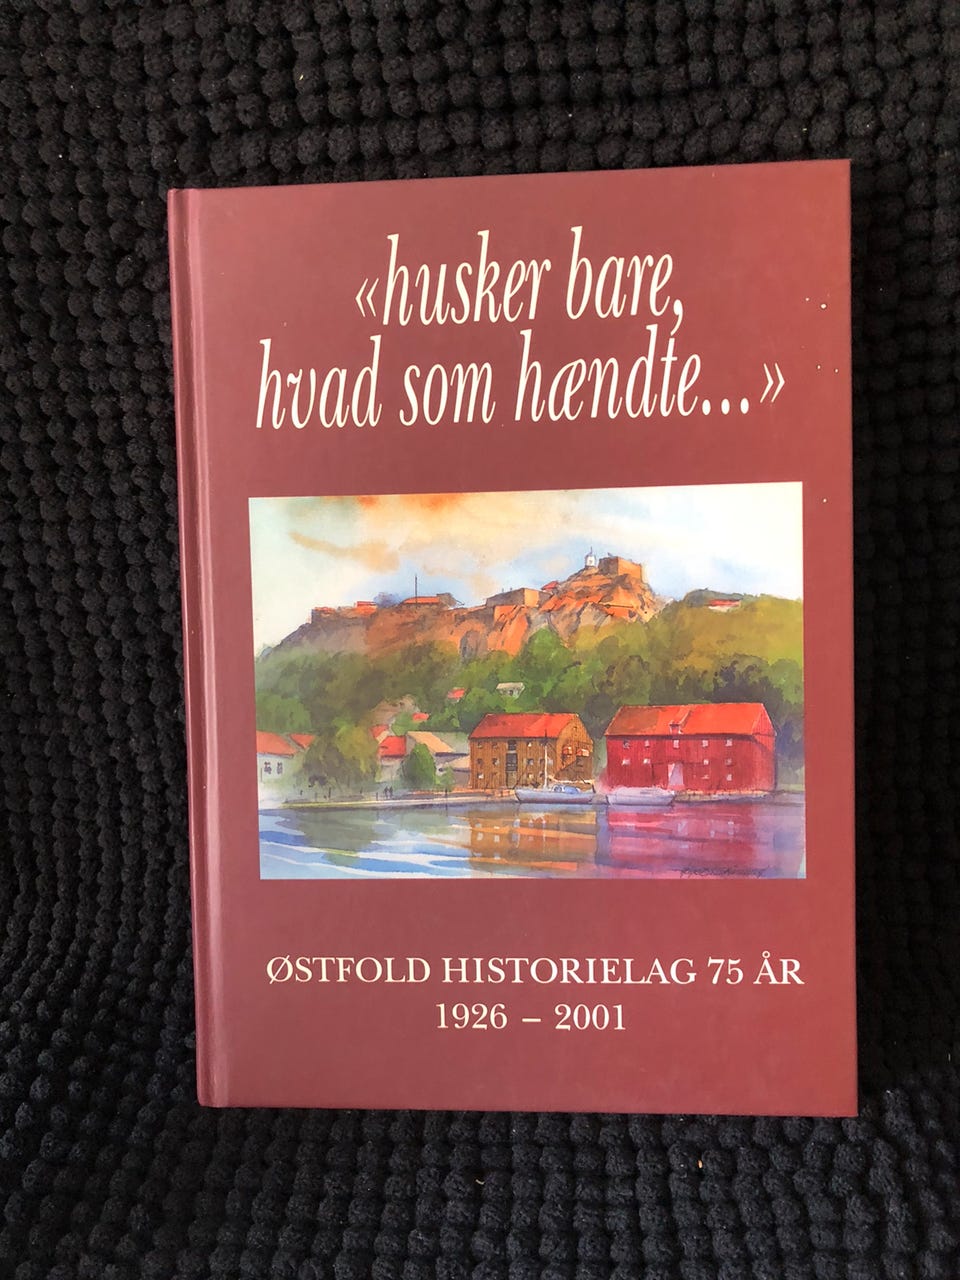 «husker bare,
hvad som hændte...»
ØSTFOLD HISTORIELAG 75 ÅR
1926 – 2001